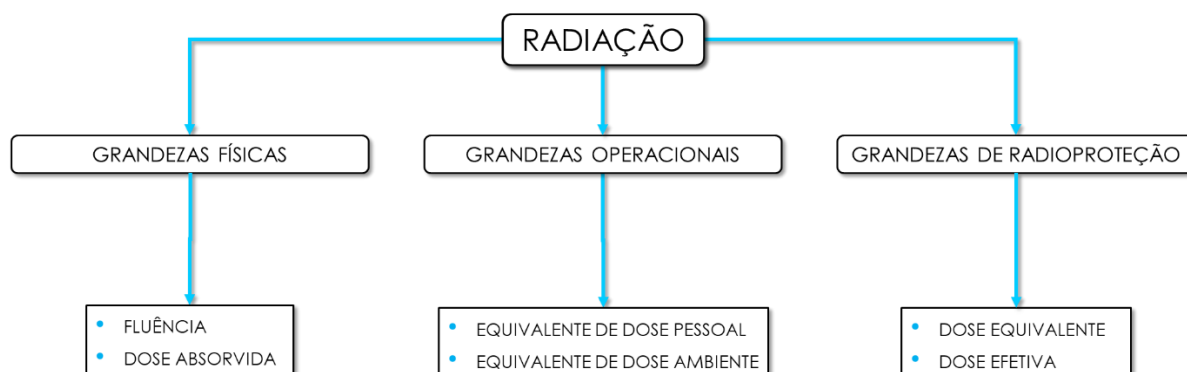 RADIAÇÃO
GRANDEZAS FÍSICAS
GRANDEZAS OPERACIONAIS
GRANDEZAS DE RADIOPROTEÇÃO
• FLUÊNCIA
• DOSE ABSORVIDA
• EQUIVALENTE DE DOSE PESSOAL
• EQUIVALENTE DE DOSE AMBIENTE
• DOSE EQUIVALENTE
• DOSE EFETIVA